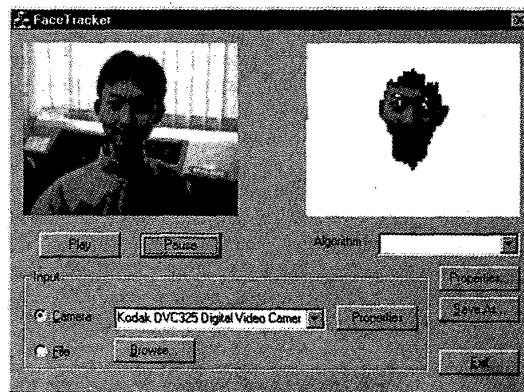 FaceTracker
Play
Pause
Algorithm
Input
Properties...
Camera
Kodak DVC325 Digital Video Camer
Properties
Save As...
File
Browse...
Exit